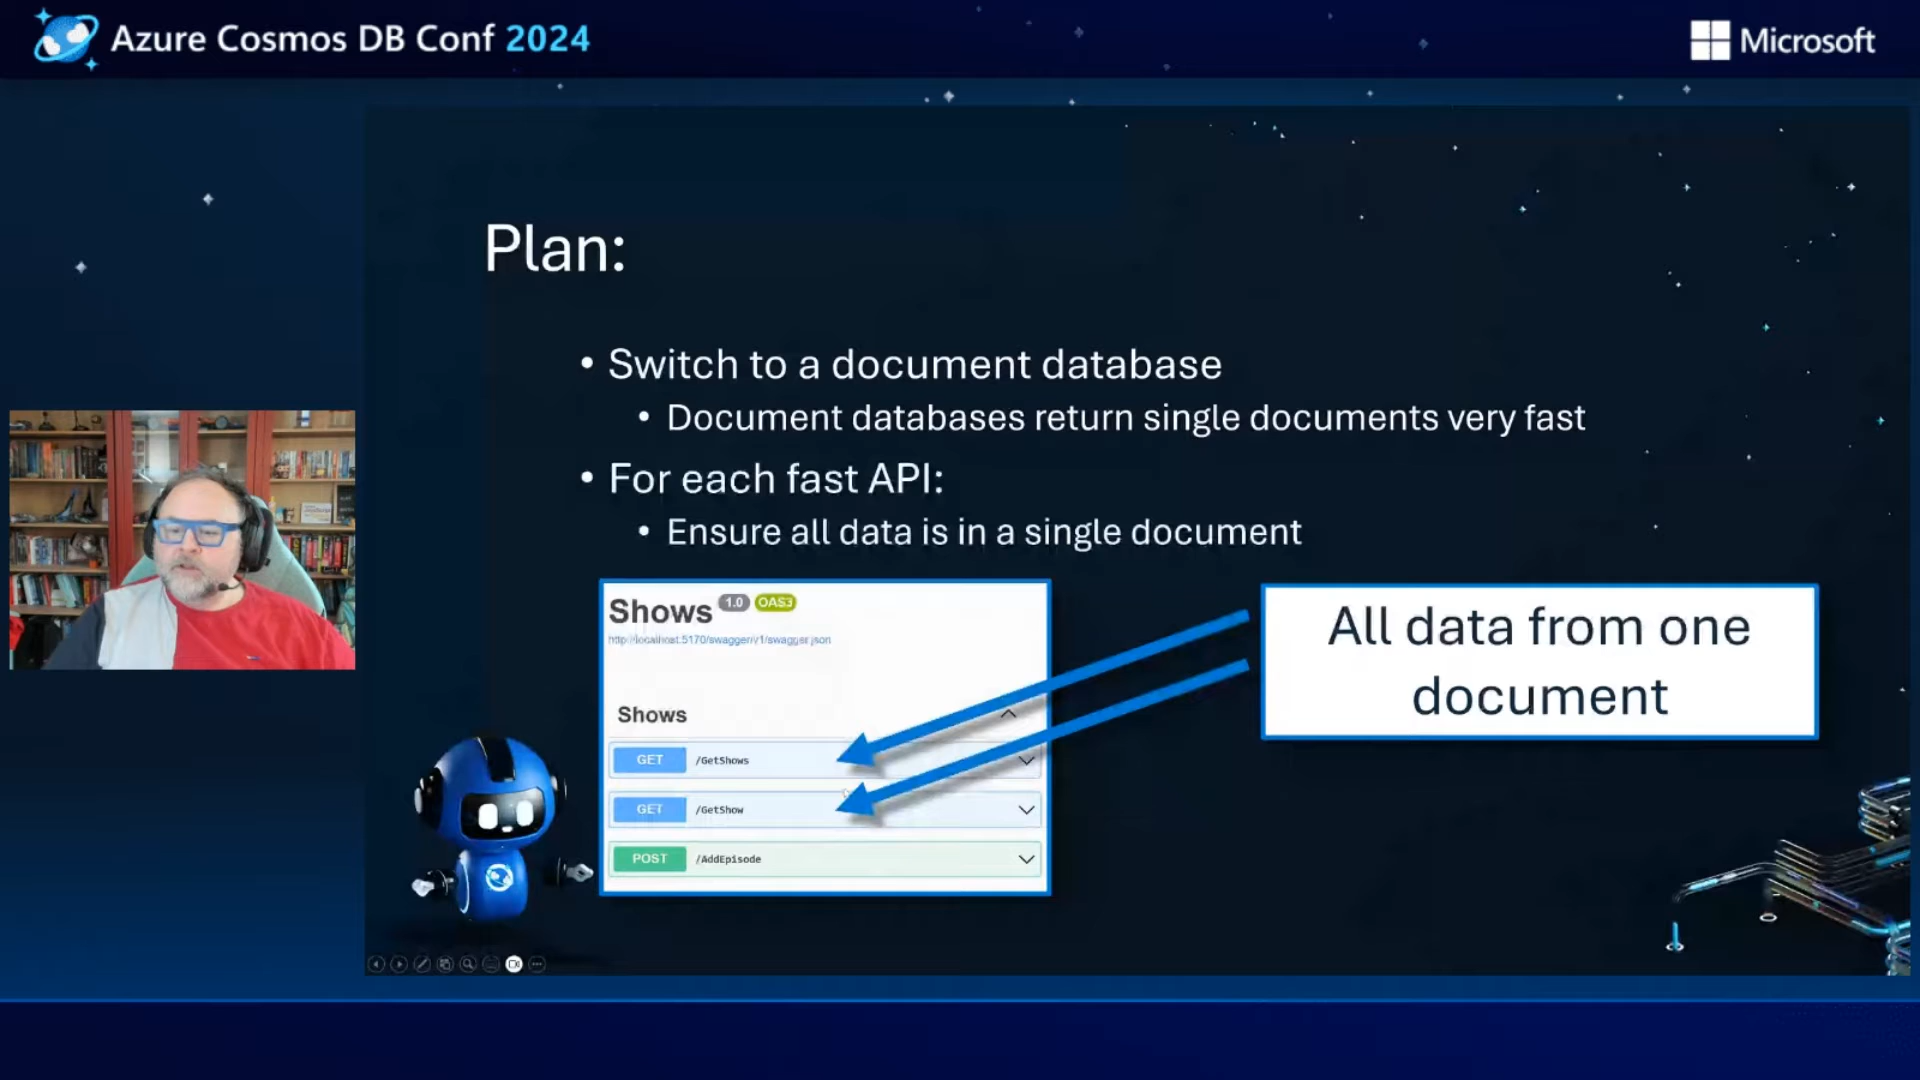 Azure Cosmos DB Conf 2024
Microsoft
Plan:
• Switch to a document database
• Document databases return single documents very fast
• For each fast API:
• Ensure all data is in a single document
Shows 1.0 OAS3
http://localhost:5170/swagger/v1/swagger.json
Shows
GET /GetShows
GET /GetShow
POST /AddEpisode
All data from one
document